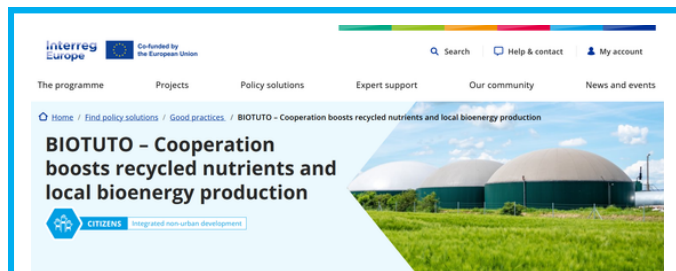 Interreg
Europe
Co-funded by
the European Union
Search
Help & contact
My account
The programme
Projects
Policy solutions
Expert support
Our community
News and events
Home / Find policy solutions / Good practices / BIOTUTO – Cooperation boosts recycled nutrients and local bioenergy production
BIOTUTO – Cooperation
boosts recycled nutrients and
local bioenergy production
CITIZENS
Integrated non-urban development